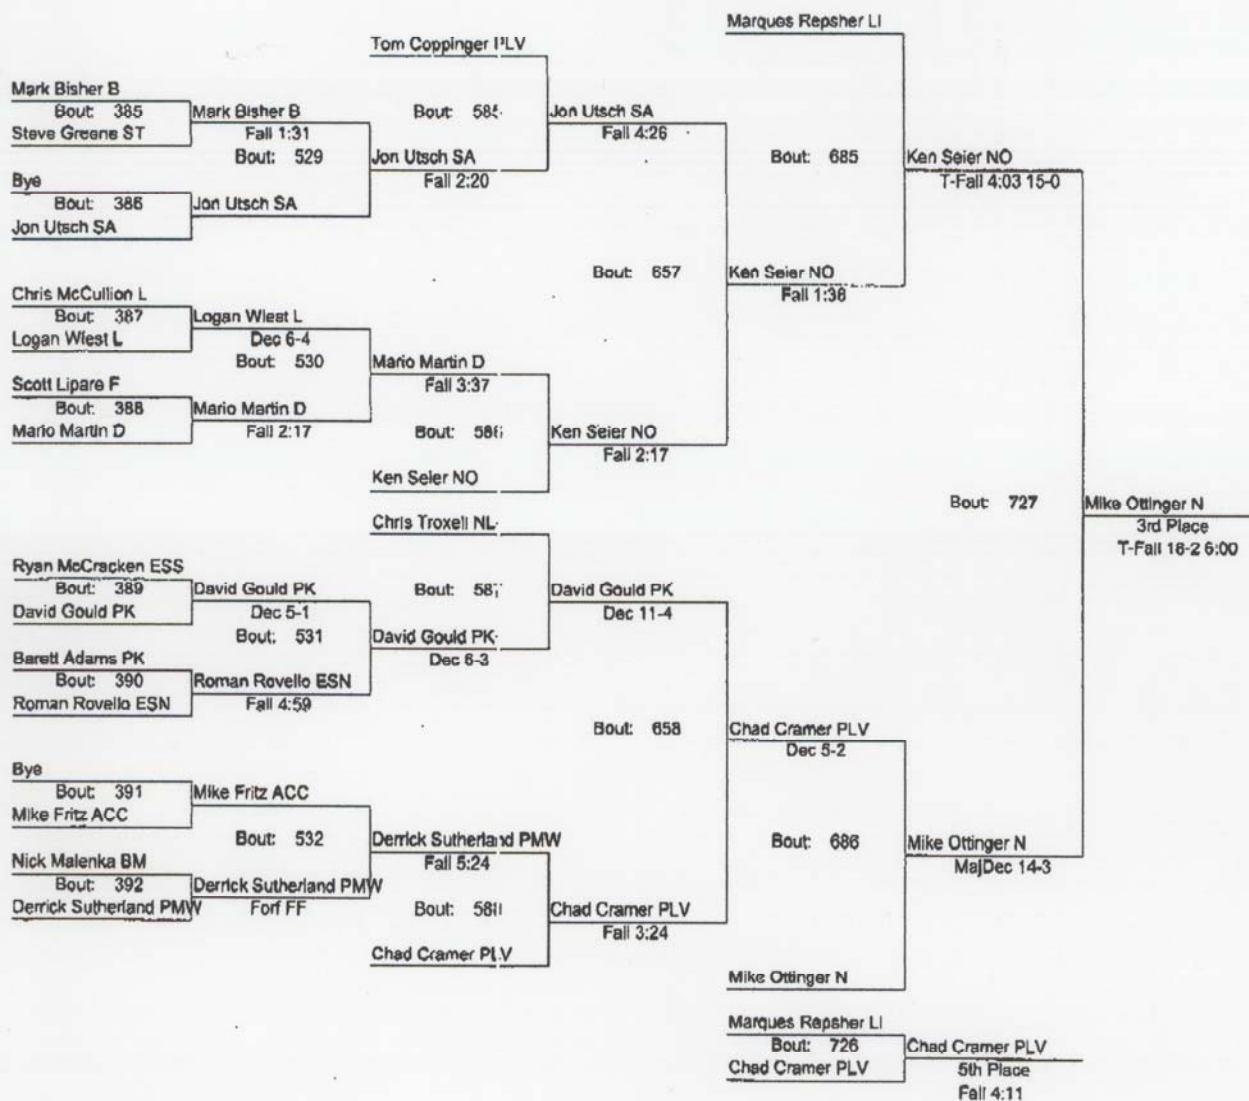 Marques Repsher LI
Tom Coppinger PLV
Mark Bisher B
Bout: 385
Steve Greene ST
Mark Bisher B
Fall 1:31
Bout: 529
Bye
Bout: 386
Jon Utsch SA
Jon Utsch SA
Jon Utsch SA
Fall 2:20
Bout: 585
Jon Utsch SA
Fall 4:26
Bout: 685
Ken Seier NO
T-Fall 4:03 15-0
Bout: 657
Ken Seier NO
Fall 1:36
Chris McCullion L
Bout: 387
Logan Wiest L
Logan Wiest L
Dec 6-4
Bout: 530
Scott Lipare F
Bout: 388
Mario Martin D
Mario Martin D
Fall 2:17
Mario Martin D
Fall 3:37
Bout: 586
Ken Seier NO
Ken Seier NO
Fall 2:17
Bout: 727
Mike Ottinger N
3rd Place
T-Fall 18-2 6:00
Chris Troxell NL
Ryan McCracken ESS
Bout: 389
David Gould PK
David Gould PK
Dec 5-1
Bout: 531
Barett Adams PK
Bout: 390
Roman Rovello ESN
Roman Rovello ESN
Fall 4:59
David Gould PK
Dec 6-3
Bout: 587
David Gould PK
Dec 11-4
Bout: 658
Chad Cramer PLV
Dec 5-2
Bye
Bout: 391
Mike Fritz ACC
Mike Fritz ACC
Bout: 532
Nick Malenka BM
Bout: 392
Derrick Sutherland PMW
Derrick Sutherland PMW
Forf FF
Derrick Sutherland PMW
Fall 5:24
Bout: 588
Chad Cramer PLV
Chad Cramer PLV
Fall 3:24
Bout: 686
Mike Ottinger N
MajDec 14-3
Mike Ottinger N
Marques Repsher LI
Bout: 726
Chad Cramer PLV
Chad Cramer PLV
5th Place
Fall 4:11